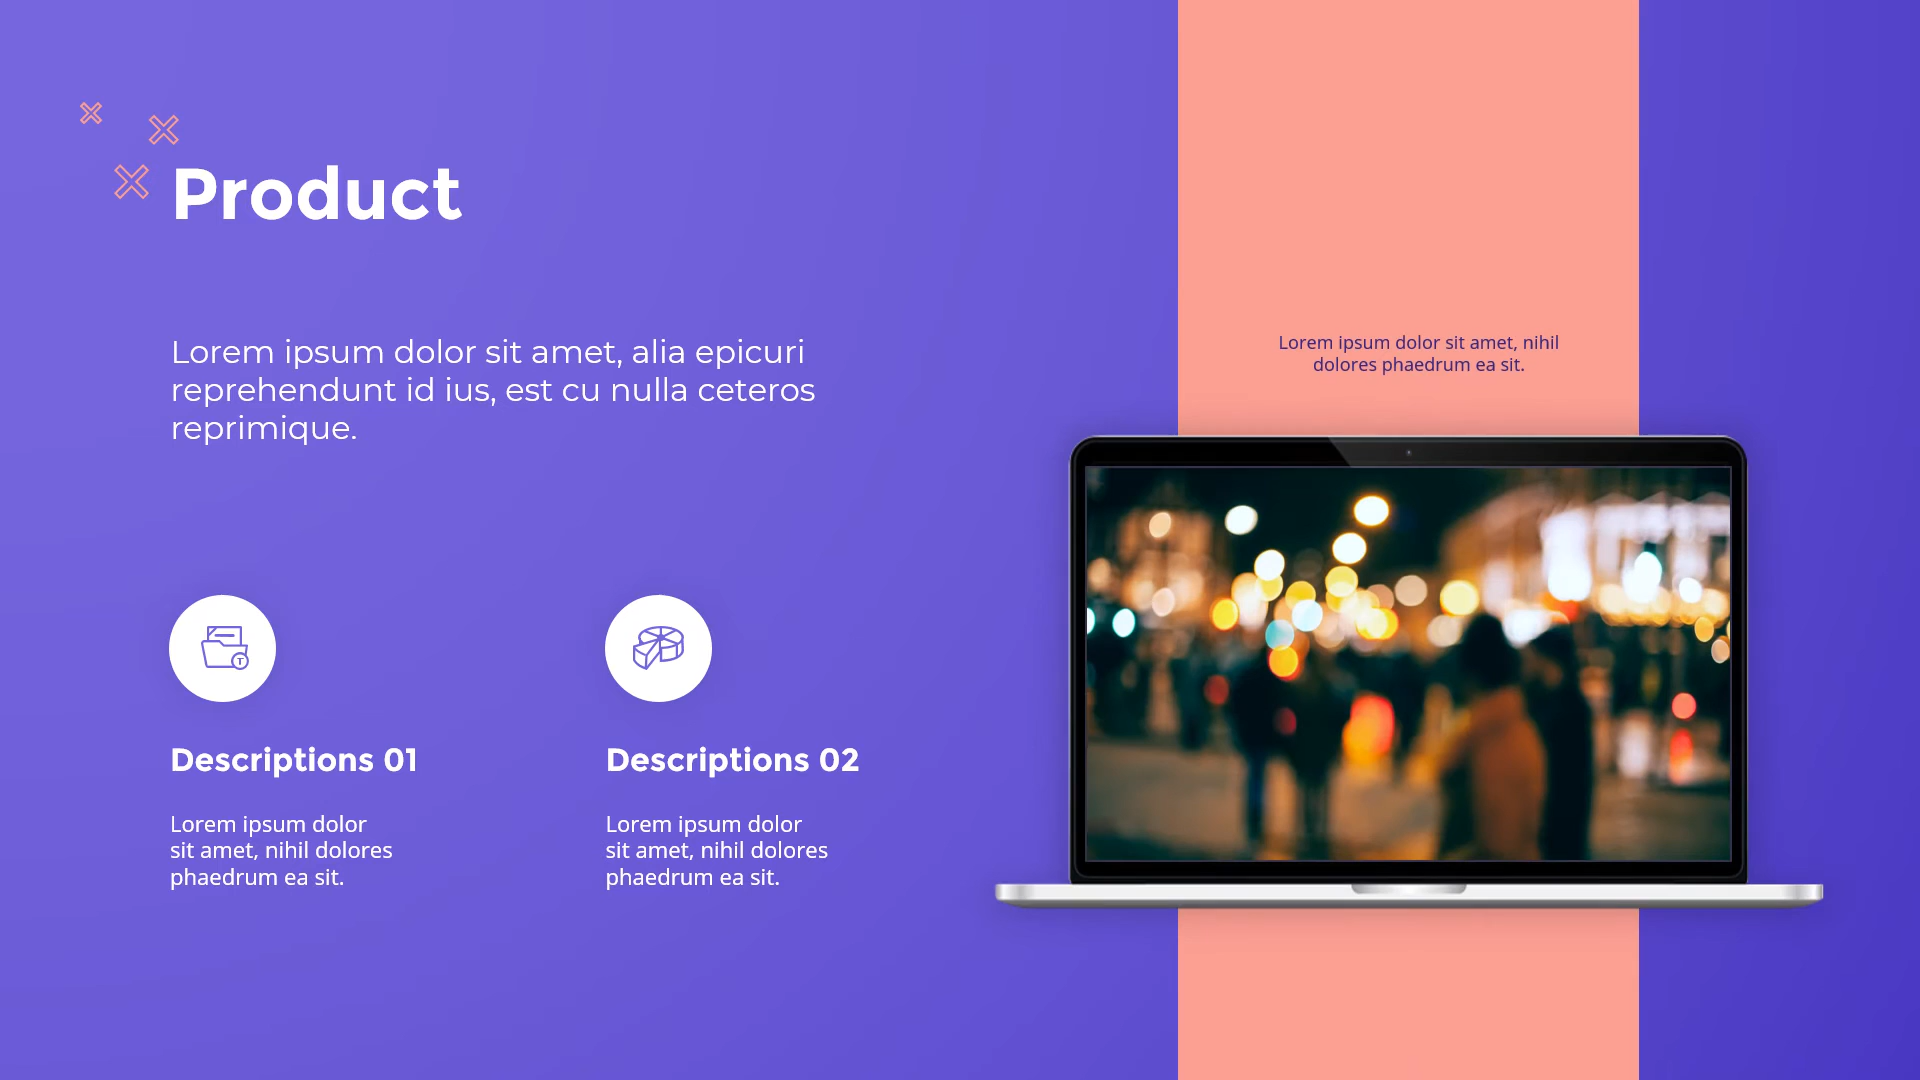 Product
Lorem ipsum dolor sit amet, alia epicuri
reprehendunt id ius, est cu nulla ceteros
reprimique.
Lorem ipsum dolor sit amet, nihil
dolores phaedrum ea sit.
T
Descriptions 01
Lorem ipsum dolor
sit amet, nihil dolores
phaedrum ea sit.
Descriptions 02
Lorem ipsum dolor
sit amet, nihil dolores
phaedrum ea sit.